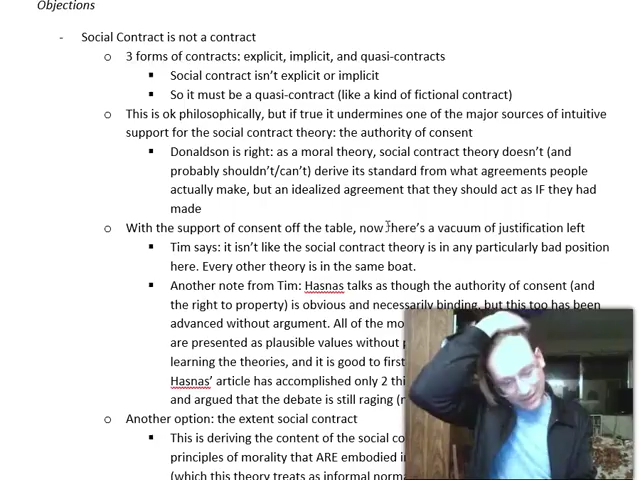 Objections
- Social Contract is not a contract
o 3 forms of contracts: explicit, implicit, and quasi-contracts
▪ Social contract isn't explicit or implicit
▪ So it must be a quasi-contract (like a kind of fictional contract)
o This is ok philosophically, but if true it undermines one of the major sources of intuitive
support for the social contract theory: the authority of consent
▪ Donaldson is right: as a moral theory, social contract theory doesn't (and
probably shouldn't/can't) derive its standard from what agreements people
actually make, but an idealized agreement that they should act as IF they had
made
o With the support of consent off the table, now there's a vacuum of justification left
▪ Tim says: it isn't like the social contract theory is in any particularly bad position
here. Every other theory is in the same boat.
▪ Another note from Tim: Hasnas talks as though the authority of consent (and
the right to property) is obvious and necessarily binding, but this too has been
advanced without argument. All of the mo
are presented as plausible values without
learning the theories, and it is good to first
Hasnas' article has accomplished only 2 thi
and argued that the debate is still raging (
o Another option: the extent social contract
▪ This is deriving the content of the social co
principles of morality that ARE embodied i
(which this theory treats as informal norma